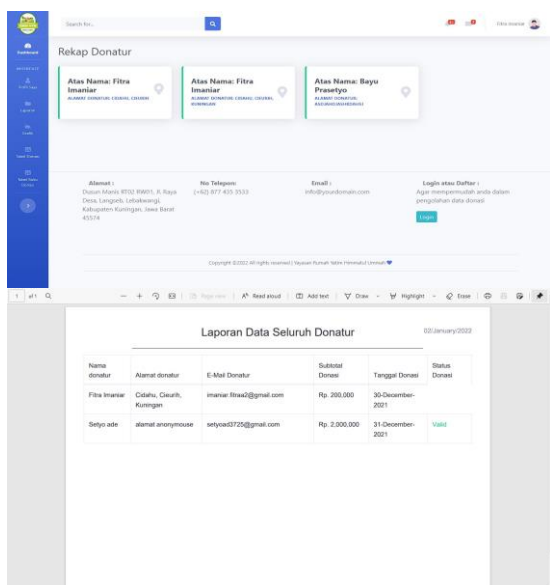 Search for...
Fitra Imaniar
Dashboard
Rekap Donatur
Atas Nama: Fitra
Imaniar
ALAMAT DONATUR: CIDAHU, CIEURIH
Atas Nama: Fitra
Imaniar
ALAMAT DONATUR: CIDAHU, CIEURIH,
KUNINGAN
Atas Nama: Bayu
Prasetyo
ALAMAT DONATUR:
Alamat :
Dusun Manis RT02 RW01, Jl. Raya
Desa, Langseb, Lebakwangi,
Kabupaten Kuningan, Jawa Barat
45574
No Telepon:
(+62) 877 435 3533
Email :
info@yourdomain.com
Login atau Daftar :
Agar mempermudah anda dalam
pengolahan data donasi
Login
Copyright ©2022 All rights reserved | Yayasan Rumah Yatim Himmatul Ummah
1 of 1
Page view
Read aloud
Add text
Draw
Highlight
Erase
Laporan Data Seluruh Donatur
02/January/2022
Nama donatur Alamat donatur E-Mail Donatur Subtotal Donasi Tanggal Donasi Status Donasi
Fitra Imaniar Cidahu, Cieurih, Kuningan imaniar.fitraa2@gmail.com Rp. 200,000 30-December-2021
Setyo ade alamat anonymouse setyoad3725@gmail.com Rp. 2,000,000 31-December-2021 Valid